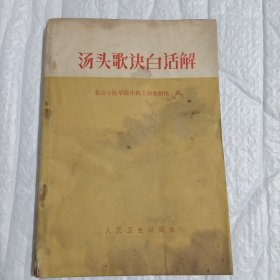 汤头歌诀白话解
北京中医学院中药方剂教研组 编
人民卫生出版社